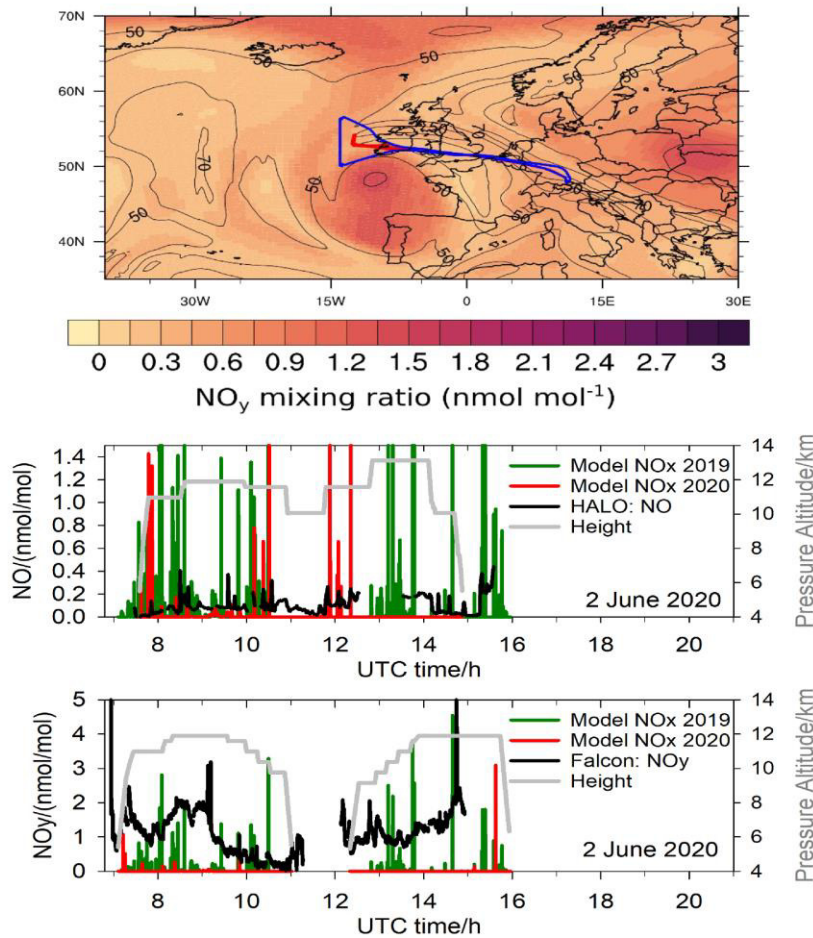 70N
60N
50N
40N
30W 15W 0 15E 30E
50 50 50 50 70 50 50 50 50 50
0 0.3 0.6 0.9 1.2 1.5 1.8 2.1 2.4 2.7 3
NOy mixing ratio (nmol mol-1)
NO/(nmol/mol)
1.4
1.2
1.0
0.8
0.6
0.4
0.2
0.0
Model NOx 2019
Model NOx 2020
HALO: NO
Height
2 June 2020
14
12
10
8
6
4
Pressure Altitude/km
8 10 12 14 16 18 20
UTC time/h
NOy/(nmol/mol)
5
4
3
2
1
0
Model NOx 2019
Model NOx 2020
Falcon: NOy
Height
2 June 2020
14
12
10
8
6
4
Pressure Altitude/km
8 10 12 14 16 18 20
UTC time/h